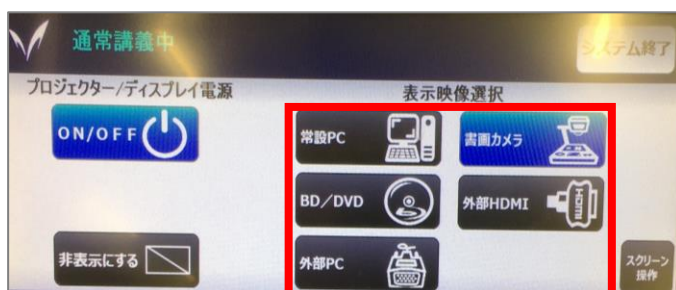 通常講義中
システム終了
プロジェクター/ディスプレイ電源
表示映像選択
ON/OFF
常設PC
書画カメラ
BD/DVD
外部HDMI
HDMI
非表示にする
外部PC
スクリーン
操作